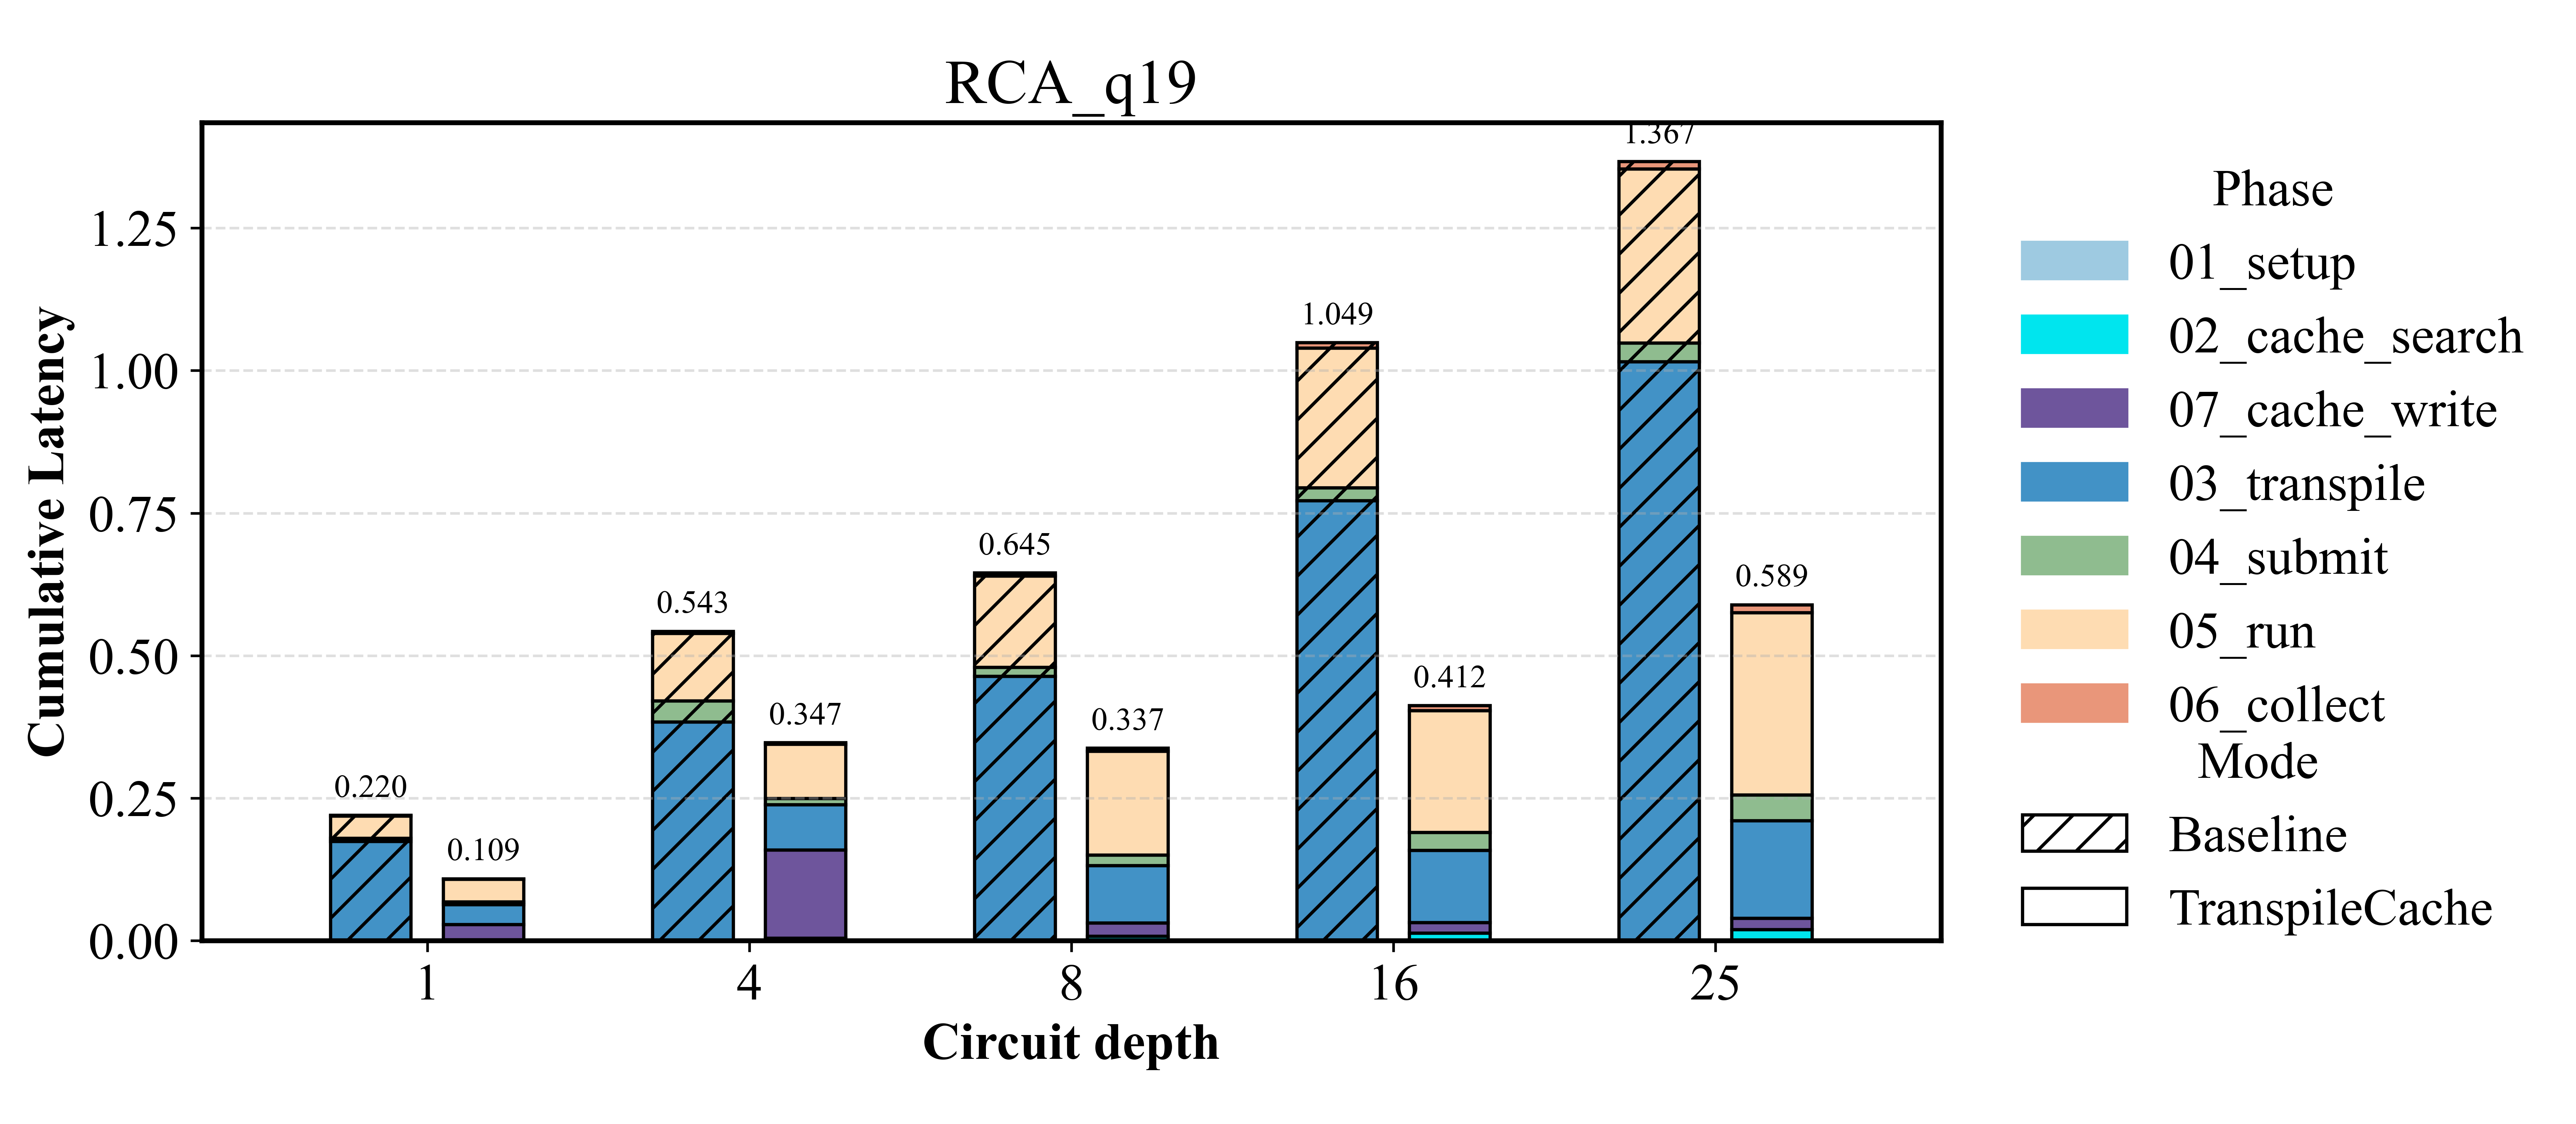 RCA_q19
Cumulative Latency
1.25
1.00
0.75
0.50
0.25
0.00
0.220
0.109
0.543
0.347
0.645
0.337
1.049
0.412
1.367
0.589
1
4
8
16
25
Circuit depth
Phase
01_setup
02_cache_search
07_cache_write
03_transpile
04_submit
05_run
06_collect
Mode
Baseline
TranspileCache